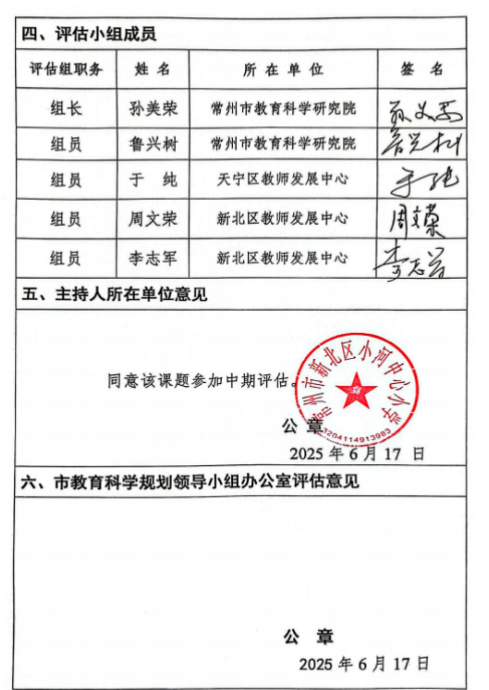 四、评估小组成员
评估组职务 姓 名 所 在 单 位 签 名
组长 孙美荣 常州市教育科学研究院 孙美荣
组员 鲁兴树 常州市教育科学研究院 鲁兴树
组员 于 纯 天宁区教师发展中心 于纯
组员 周文荣 新北区教师发展中心 周文荣
组员 李志军 新北区教师发展中心 李志军
五、主持人所在单位意见
同意该课题参加中期评估。
常州市新北区小河中心小学
3204114913983
公 章
2025 年 6 月 17 日
六、市教育科学规划领导小组办公室评估意见
公 章
2025 年 6 月 17 日